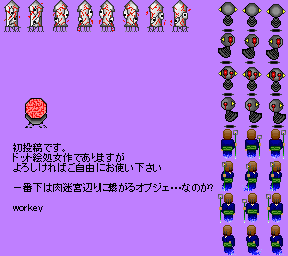 初投稿です。
ドット絵処女作でありますが
よろしければご自由にお使い下さい
一番下は肉迷宮辺りに繋がるオブジェ…なのか?
workey